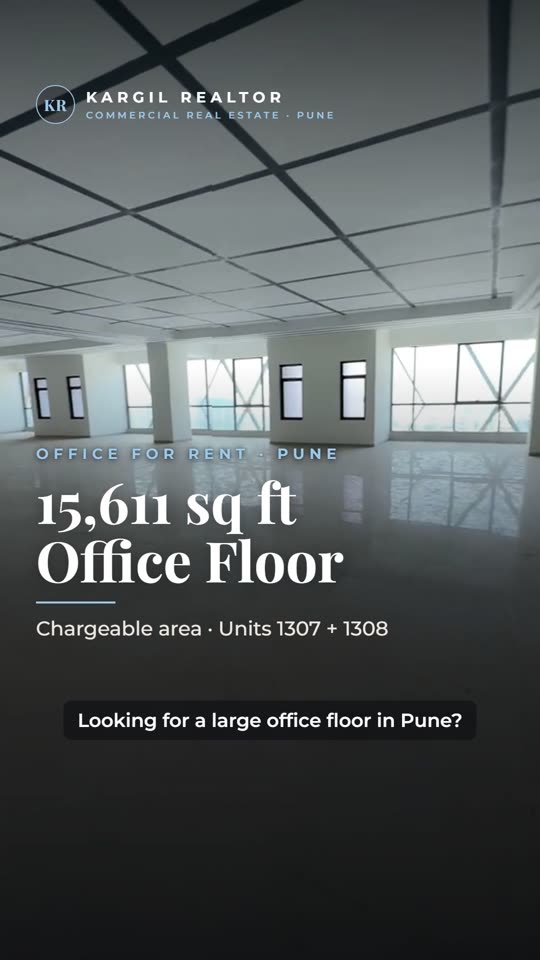 KR
KARGIL REALTOR
COMMERCIAL REAL ESTATE · PUNE
OFFICE FOR RENT · PUNE
15,611 sq ft
Office Floor
Chargeable area · Units 1307 + 1308
Looking for a large office floor in Pune?